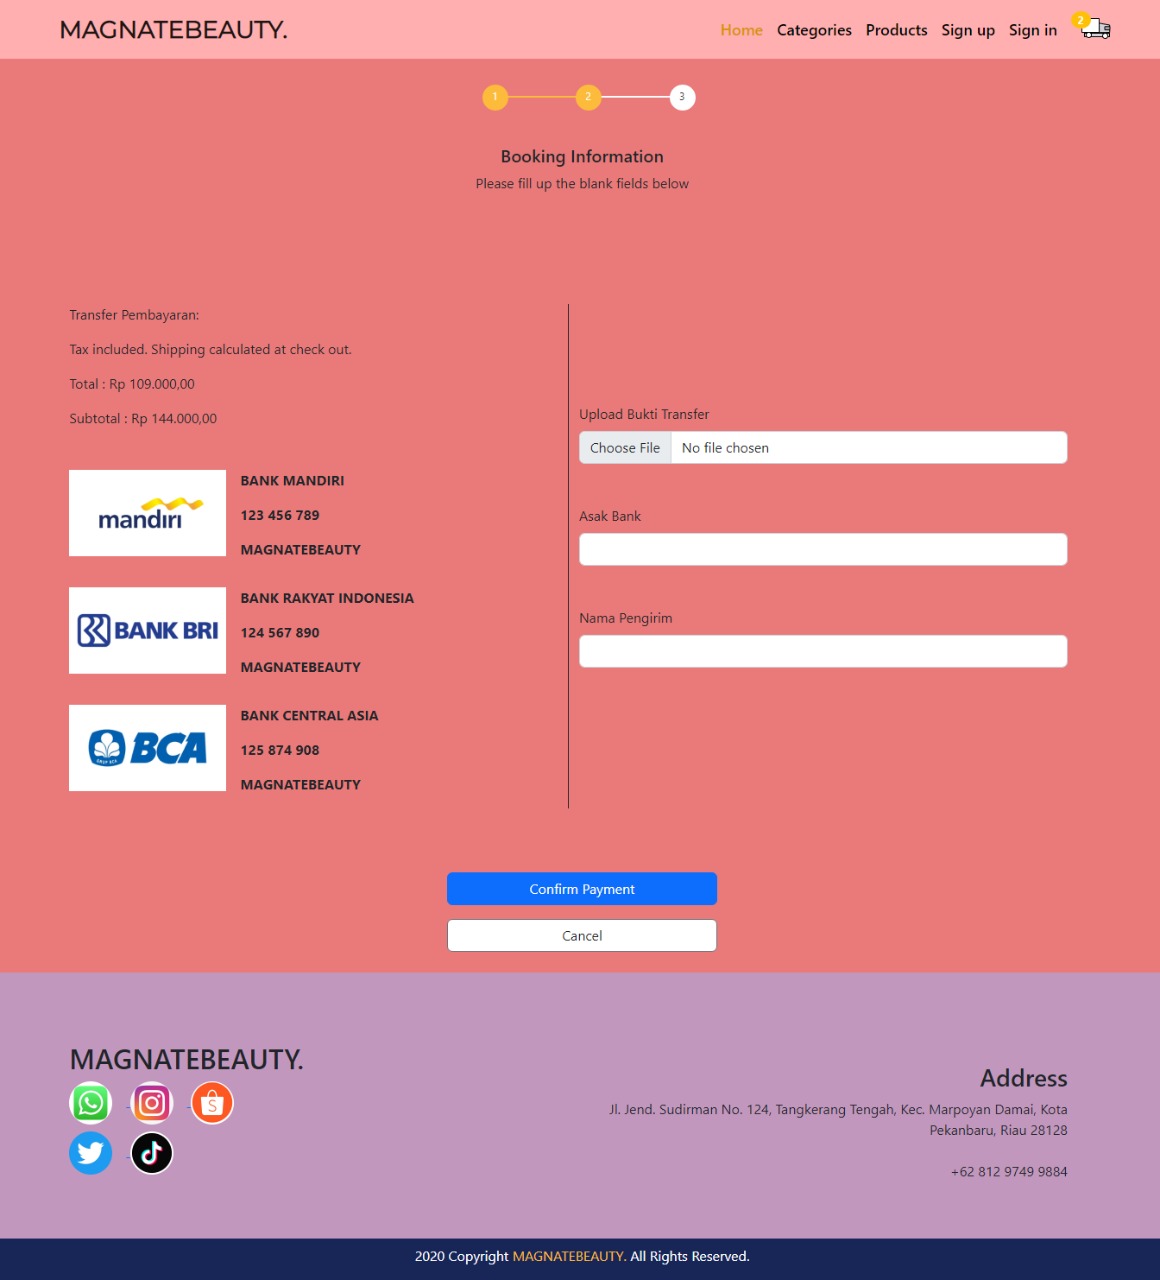 MAGNATEBEAUTY.
Home Categories Products Sign up Sign in 2
1 2 3
Booking Information
Please fill up the blank fields below
Transfer Pembayaran:
Tax included. Shipping calculated at check out.
Total : Rp 109.000,00
Subtotal : Rp 144.000,00
mandiri
BANK MANDIRI
123 456 789
MAGNATEBEAUTY
BANK BRI
BANK RAKYAT INDONESIA
124 567 890
MAGNATEBEAUTY
BCA
BANK CENTRAL ASIA
125 874 908
MAGNATEBEAUTY
Upload Bukti Transfer
Choose File No file chosen
Asak Bank
Nama Pengirim
Confirm Payment
Cancel
MAGNATEBEAUTY.
Address
Jl. Jend. Sudirman No. 124, Tangkerang Tengah, Kec. Marpoyan Damai, Kota
Pekanbaru, Riau 28128
+62 812 9749 9884
2020 Copyright MAGNATEBEAUTY. All Rights Reserved.